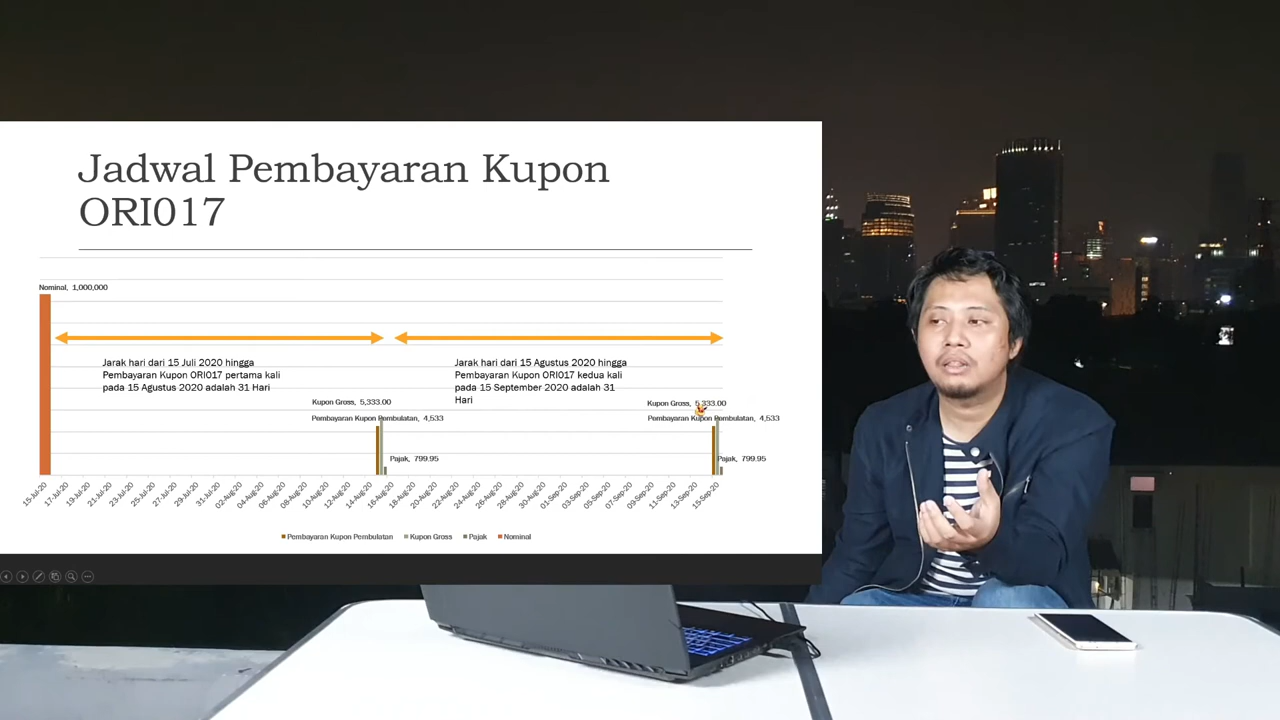 Jadwal Pembayaran Kupon
ORI017
Nominal, 1,000,000
Jarak hari dari 15 Juli 2020 hingga
Pembayaran Kupon ORI017 pertama kali
pada 15 Agustus 2020 adalah 31 Hari
Jarak hari dari 15 Agustus 2020 hingga
Pembayaran Kupon ORI017 kedua kali
pada 15 September 2020 adalah 31
Hari
Kupon Gross, 5,333.00
Pembayaran Kupon Pembulatan, 4,533
Pajak, 799.95
Kupon Gross, 5,333.00
Pembayaran Kupon Pembulatan, 4,533
Pajak, 799.95
15-Jul-20
17-Jul-20
19-Jul-20
21-Jul-20
23-Jul-20
25-Jul-20
27-Jul-20
29-Jul-20
31-Jul-20
02-Aug-20
04-Aug-20
06-Aug-20
08-Aug-20
10-Aug-20
12-Aug-20
14-Aug-20
16-Aug-20
18-Aug-20
20-Aug-20
22-Aug-20
24-Aug-20
26-Aug-20
28-Aug-20
30-Aug-20
01-Sep-20
03-Sep-20
05-Sep-20
07-Sep-20
09-Sep-20
11-Sep-20
13-Sep-20
15-Sep-20
Pembayaran Kupon Pembulatan
Kupon Gross
Pajak
Nominal